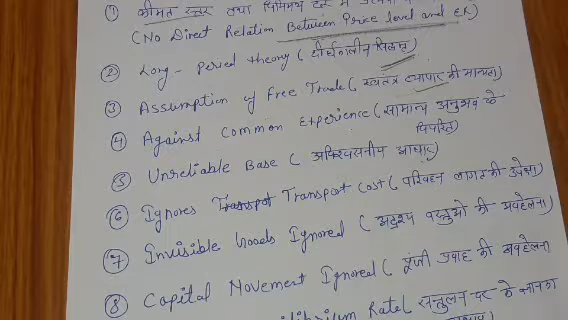 ① कीमत स्तर तथा विनिमय दर में
(No Direct Relation Between Price level and ER)
② Long-Period theory (दीर्घकालीन सिद्धान्त)
③ Assumption of Free Trade (स्वतंत्र व्यापार की मान्यता)
④ Against Common Experience (सामान्य अनुभव के
विपरीत)
⑤ Unreliable Base (अविश्वसनीय आधार)
⑥ Ignores Transport Cost (परिवहन लागत की उपेक्षा)
⑦ Invisible Goods Ignored (अदृश्य वस्तुओं की अवहेलना)
⑧ Capital Movement Ignored (पूंजी प्रवाह की अवहेलना
Rate (सन्तुलन दर के